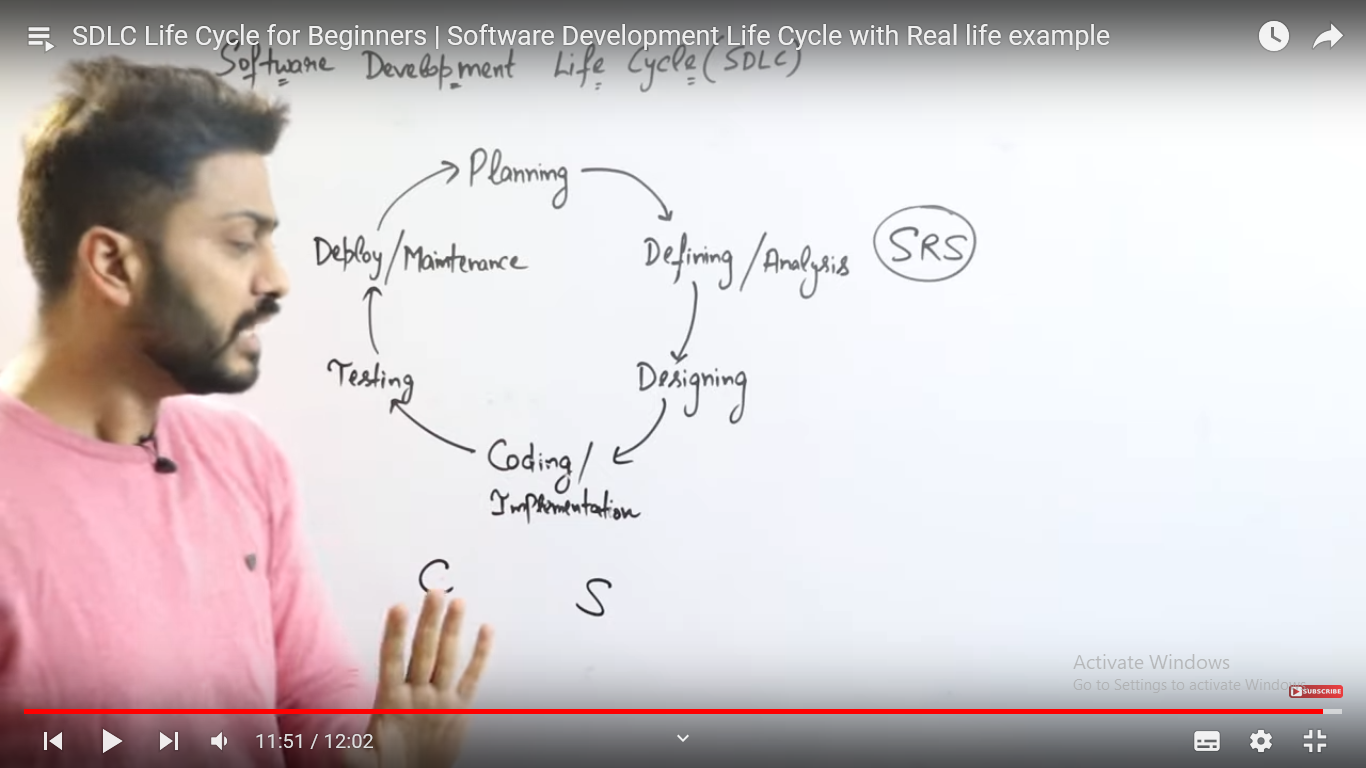 SDLC Life Cycle for Beginners | Software Development Life Cycle with Real life example
Software Development Life Cycle (SDLC)
Planning
Deploy/Maintenance
Defining/Analysis
SRS
Testing
Designing
Coding/
Implementation
C
S
Activate Windows
Go to Settings to activate Windows.
SUBSCRIBE
11:51 / 12:02